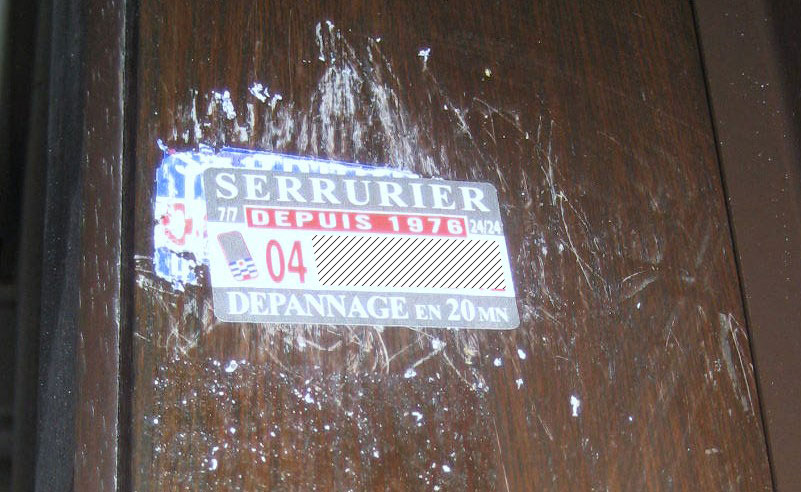 SERRURIER
7/7 DEPUIS 1976 24/24
04
DEPANNAGE EN 20 MN